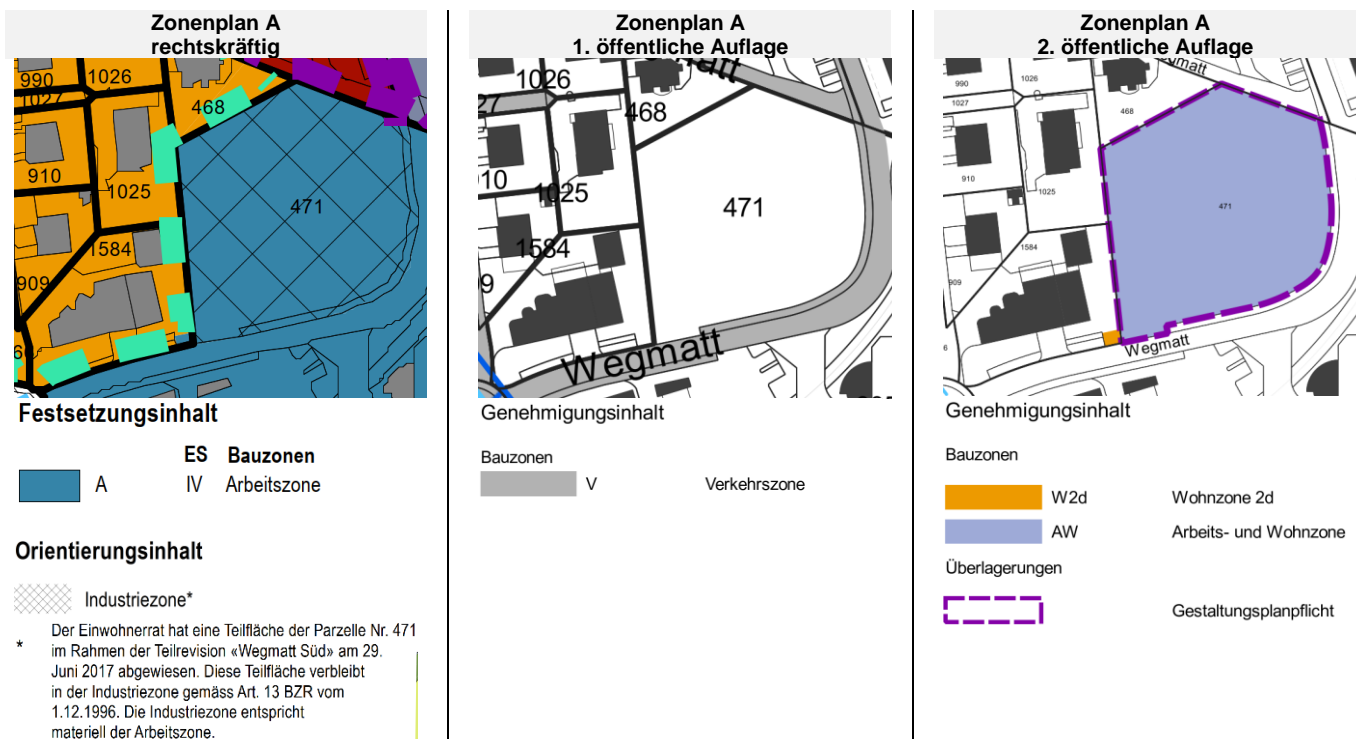 Zonenplan A
rechtskräftig
990
1026
1027
468
910
1025
471
1584
909
Festsetzungsinhalt
ES Bauzonen
A IV Arbeitszone
Orientierungsinhalt
Industriezone*
* Der Einwohnerrat hat eine Teilfläche der Parzelle Nr. 471
im Rahmen der Teilrevision «Wegmatt Süd» am 29.
Juni 2017 abgewiesen. Diese Teilfläche verbleibt
in der Industriezone gemäss Art. 13 BZR vom
1.12.1996. Die Industriezone entspricht
materiell der Arbeitszone.
Zonenplan A
1. öffentliche Auflage
1026
468
1025
471
1584
Wegmatt
Genehmigungsinhalt
Bauzonen
V Verkehrszone
Zonenplan A
2. öffentliche Auflage
990
1026
1027
468
910
1025
471
1584
909
Wegmatt
Genehmigungsinhalt
Bauzonen
W2d Wohnzone 2d
AW Arbeits- und Wohnzone
Überlagerungen
Gestaltungsplanpflicht